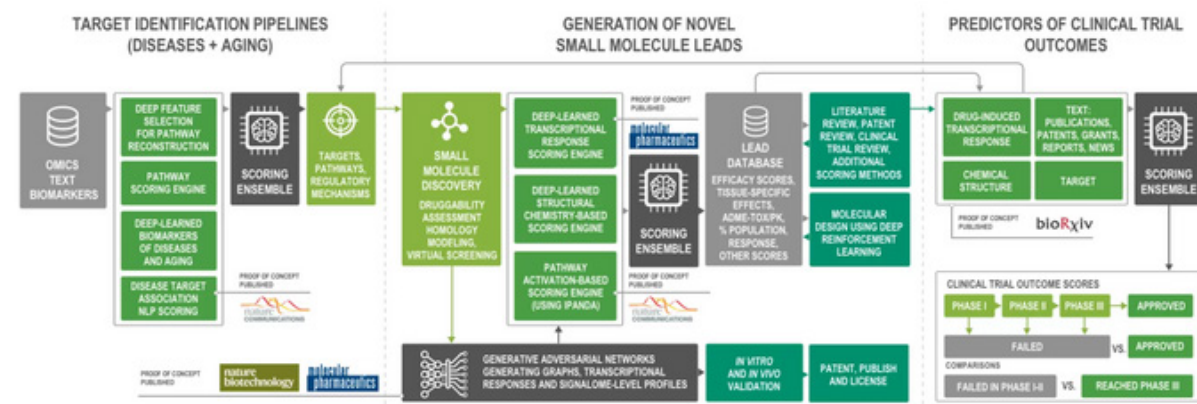 TARGET IDENTIFICATION PIPELINES
(DISEASES + AGING)
OMICS
TEXT
BIOMARKERS
DEEP FEATURE
SELECTION
FOR PATHWAY
RECONSTRUCTION
PATHWAY
SCORING ENGINE
DEEP-LEARNED
BIOMARKERS
OF DISEASES
AND AGING
DISEASE TARGET
ASSOCIATION
NLP SCORING
SCORING
ENSEMBLE
TARGETS,
PATHWAYS,
REGULATORY
MECHANISMS
PROOF OF CONCEPT
PUBLISHED
nature
COMMUNICATIONS
GENERATION OF NOVEL
SMALL MOLECULE LEADS
SMALL
MOLECULE
DISCOVERY
DRUGGABILITY
ASSESSMENT
HOMOLOGY
MODELING,
VIRTUAL SCREENING
DEEP-LEARNED
TRANSCRIPTIONAL
RESPONSE
SCORING ENGINE
DEEP-LEARNED
STRUCTURAL
CHEMISTRY-BASED
SCORING ENGINE
PATHWAY
ACTIVATION-BASED
SCORING ENGINE
(USING IPANDA)
PROOF OF CONCEPT
PUBLISHED
molecular
pharmaceutics
SCORING
ENSEMBLE
PROOF OF CONCEPT
PUBLISHED
nature
COMMUNICATIONS
LEAD
DATABASE
EFFICACY SCORES,
TISSUE-SPECIFIC
EFFECTS,
ADME-TOX/PK,
% POPULATION,
RESPONSE,
OTHER SCORES
LITERATURE
REVIEW, PATENT
REVIEW, CLINICAL
TRIAL REVIEW,
ADDITIONAL
SCORING METHODS
MOLECULAR
DESIGN USING DEEP
REINFORCEMENT
LEARNING
PROOF OF CONCEPT
PUBLISHED
nature
biotechnology
molecular
pharmaceutics
GENERATIVE ADVERSARIAL NETWORKS
GENERATING GRAPHS, TRANSCRIPTIONAL
RESPONSES AND SIGNALOME-LEVEL PROFILES
IN VITRO
AND IN VIVO
VALIDATION
PATENT, PUBLISH
AND LICENSE
PREDICTORS OF CLINICAL TRIAL
OUTCOMES
DRUG-INDUCED
TRANSCRIPTIONAL
RESPONSE
TEXT:
PUBLICATIONS,
PATENTS, GRANTS,
REPORTS, NEWS
CHEMICAL
STRUCTURE
TARGET
SCORING
ENSEMBLE
PROOF OF CONCEPT
PUBLISHED
bioRxiv
CLINICAL TRIAL OUTCOME SCORES
PHASE I
PHASE II
PHASE III
APPROVED
FAILED
VS.
APPROVED
COMPARISONS
FAILED IN PHASE I-II
VS.
REACHED PHASE III